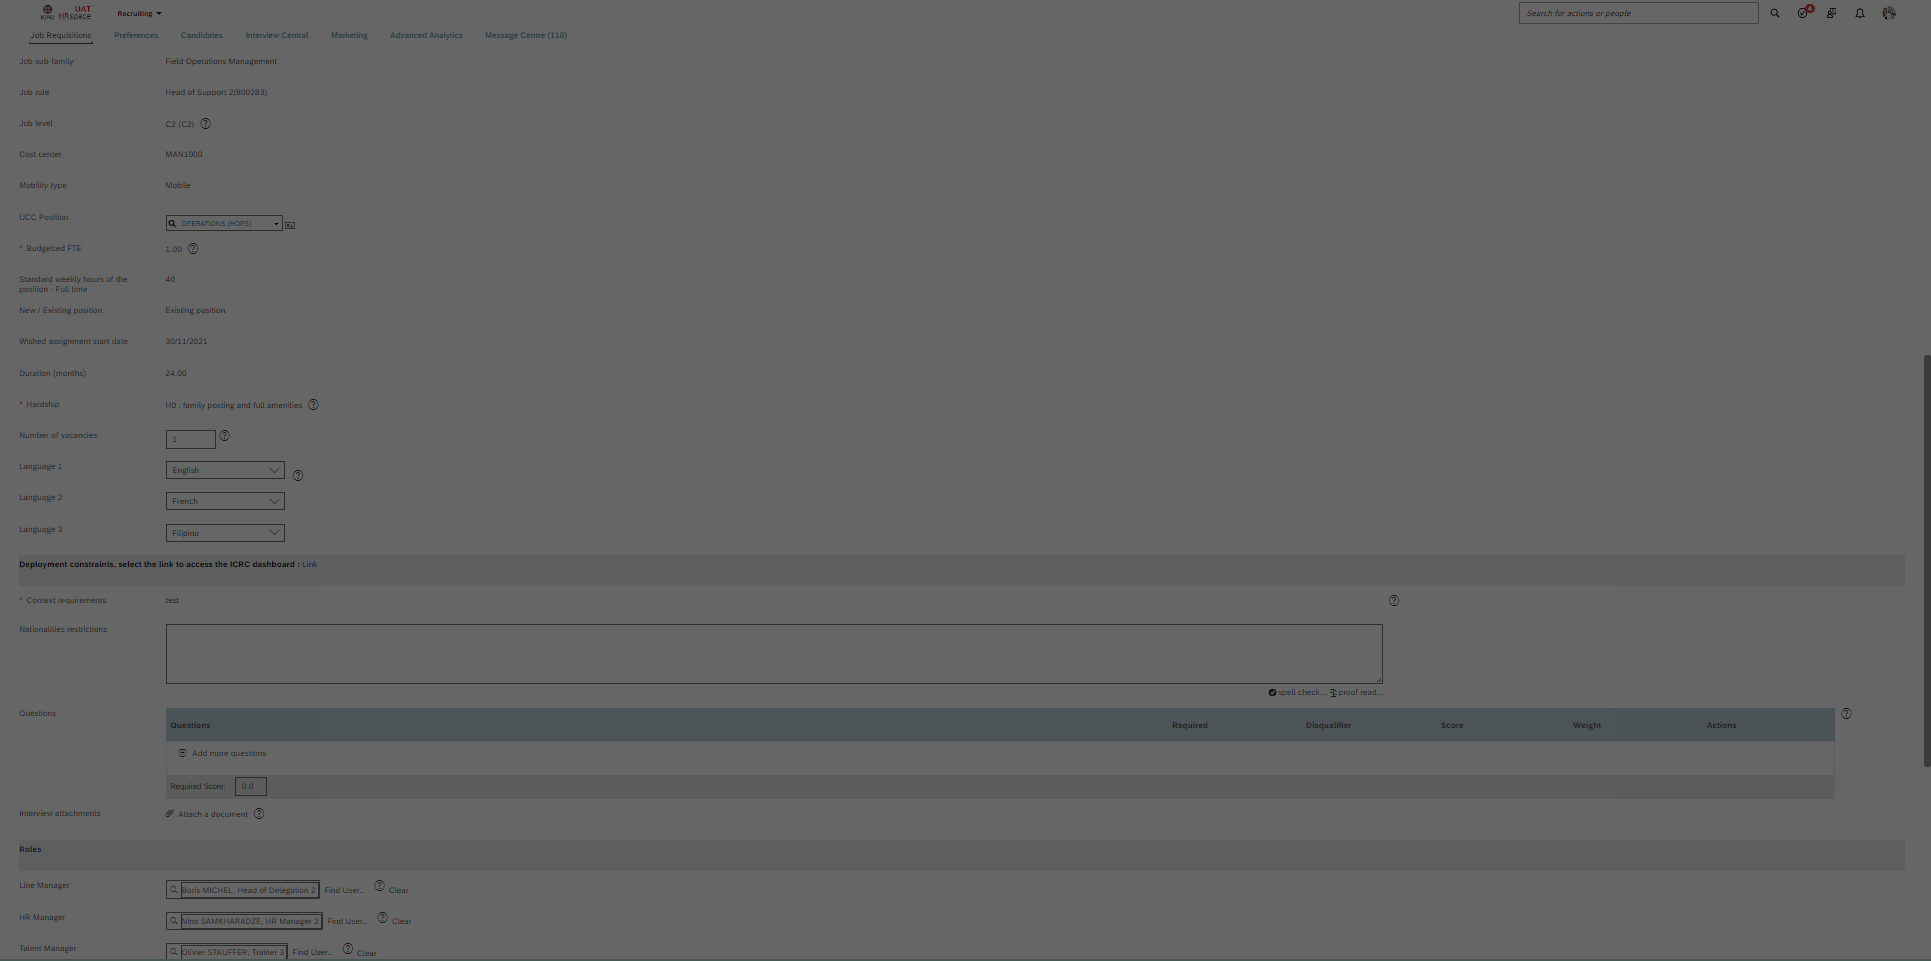 ICRC UAT HRspace Recruiting Search for actions or people 4
Job Requisitions Preferences Candidates Interview Central Marketing Advanced Analytics Message Centre (118)
Job sub-family Field Operations Management
Job role Head of Support 2(800283)
Job level C2 (C2)
Cost center MAN1000
Mobility type Mobile
UCC Position OPERATIONS (HOPS)
* Budgetted FTE 1.00
Standard weekly hours of the 40
position - Full time
New / Existing position Existing position
Wished assignment start date 30/11/2021
Duration (months) 24.00
* Hardship H0 : family posting and full amenities
Number of vacancies 1
Language 1 English
Language 2 French
Language 3 Filipino
Deployment constraints, select the link to access the ICRC dashboard : Link
* Context requirements test
Nationalities restrictions
spell check... proof read...
Questions
Questions Required Disqualifier Score Weight Actions
Add more questions
Required Score: 0.0
Interview attachments Attach a document
Roles
Line Manager Boris MICHEL, Head of Delegation 2 Find User.. Clear
HR Manager Nino SAMKHARADZE, HR Manager 2 Find User.. Clear
Talent Manager Olivier STAUFFER, Trainer 3 Find User.. Clear